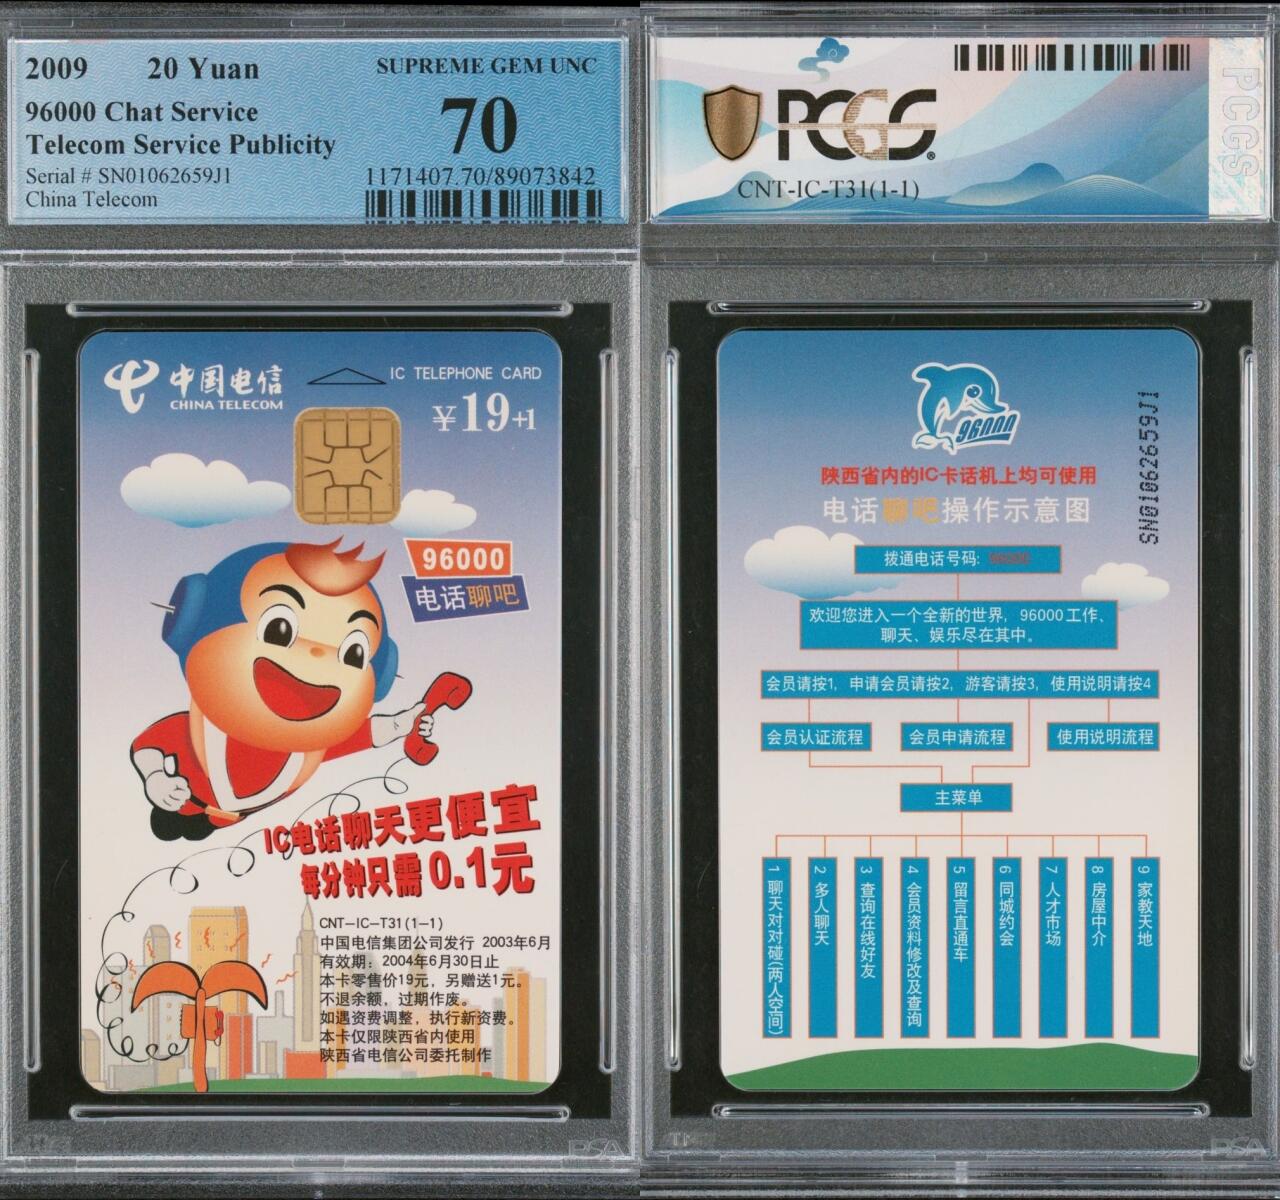 2009 20 Yuan
SUPREME GEM UNC
96000 Chat Service
70
Telecom Service Publicity
Serial # SN01062659J1
1171407.70/89073842
China Telecom
中国电信
CHINA TELECOM
IC TELEPHONE CARD
¥19+1
96000
电话聊吧
IC电话聊天更便宜
每分钟只需0.1元
CNT-IC-T31(1-1)
中国电信集团公司发行 2003年6月
有效期：2004年6月30日止
本卡零售价19元，另赠送1元。
不退余额，过期作废。
如遇资费调整，执行新资费。
本卡仅限陕西省内使用
陕西省电信公司委托制作
PSA
PCGS
PCGS
CNT-IC-T31(1-1)
96000
SN01062659J1
陕西省内的IC卡话机上均可使用
电话聊吧操作示意图
拨通电话号码：96000
欢迎您进入一个全新的世界，96000工作、
聊天、娱乐尽在其中。
会员请按1，申请会员请按2，游客请按3，使用说明请按4
会员认证流程
会员申请流程
使用说明流程
主菜单
1 聊天对对碰(两人空间)
2 多人聊天
3 查询在线好友
4 会员资料修改及查询
5 留言直通车
6 同城约会
7 人才市场
8 房屋中介
9 家教天地
PSA